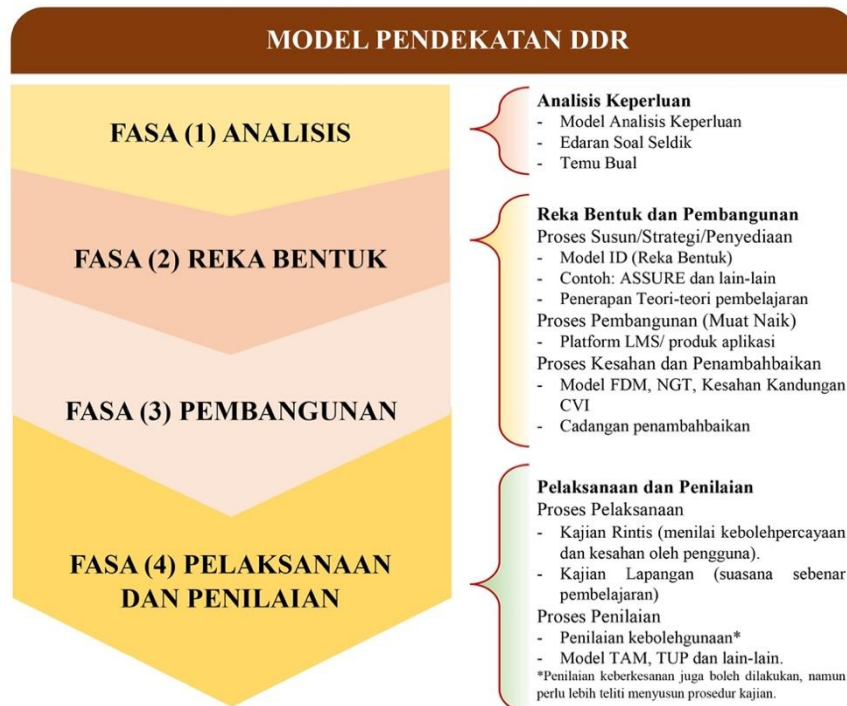 MODEL PENDEKATAN DDR
FASA (1) ANALISIS
Analisis Keperluan
- Model Analisis Keperluan
- Edaran Soal Seldik
- Temu Bual
FASA (2) REKA BENTUK
FASA (3) PEMBANGUNAN
Reka Bentuk dan Pembangunan
Proses Susun/Strategi/Penyediaan
- Model ID (Reka Bentuk)
- Contoh: ASSURE dan lain-lain
- Penerapan Teori-teori pembelajaran
Proses Pembangunan (Muat Naik)
- Platform LMS/ produk aplikasi
Proses Kesahan dan Penambahbaikan
- Model FDM, NGT, Kesahan Kandungan
CVI
- Cadangan penambahbaikan
FASA (4) PELAKSANAAN
DAN PENILAIAN
Pelaksanaan dan Penilaian
Proses Pelaksanaan
- Kajian Rintis (menilai kebolehpercayaan
dan kesahan oleh pengguna).
- Kajian Lapangan (suasana sebenar
pembelajaran)
Proses Penilaian
- Penilaian kebolehgunaan*
- Model TAM, TUP dan lain-lain.
*Penilaian keberkesanan juga boleh dilakukan, namun
perlu lebih teliti menyusun prosedur kajian.